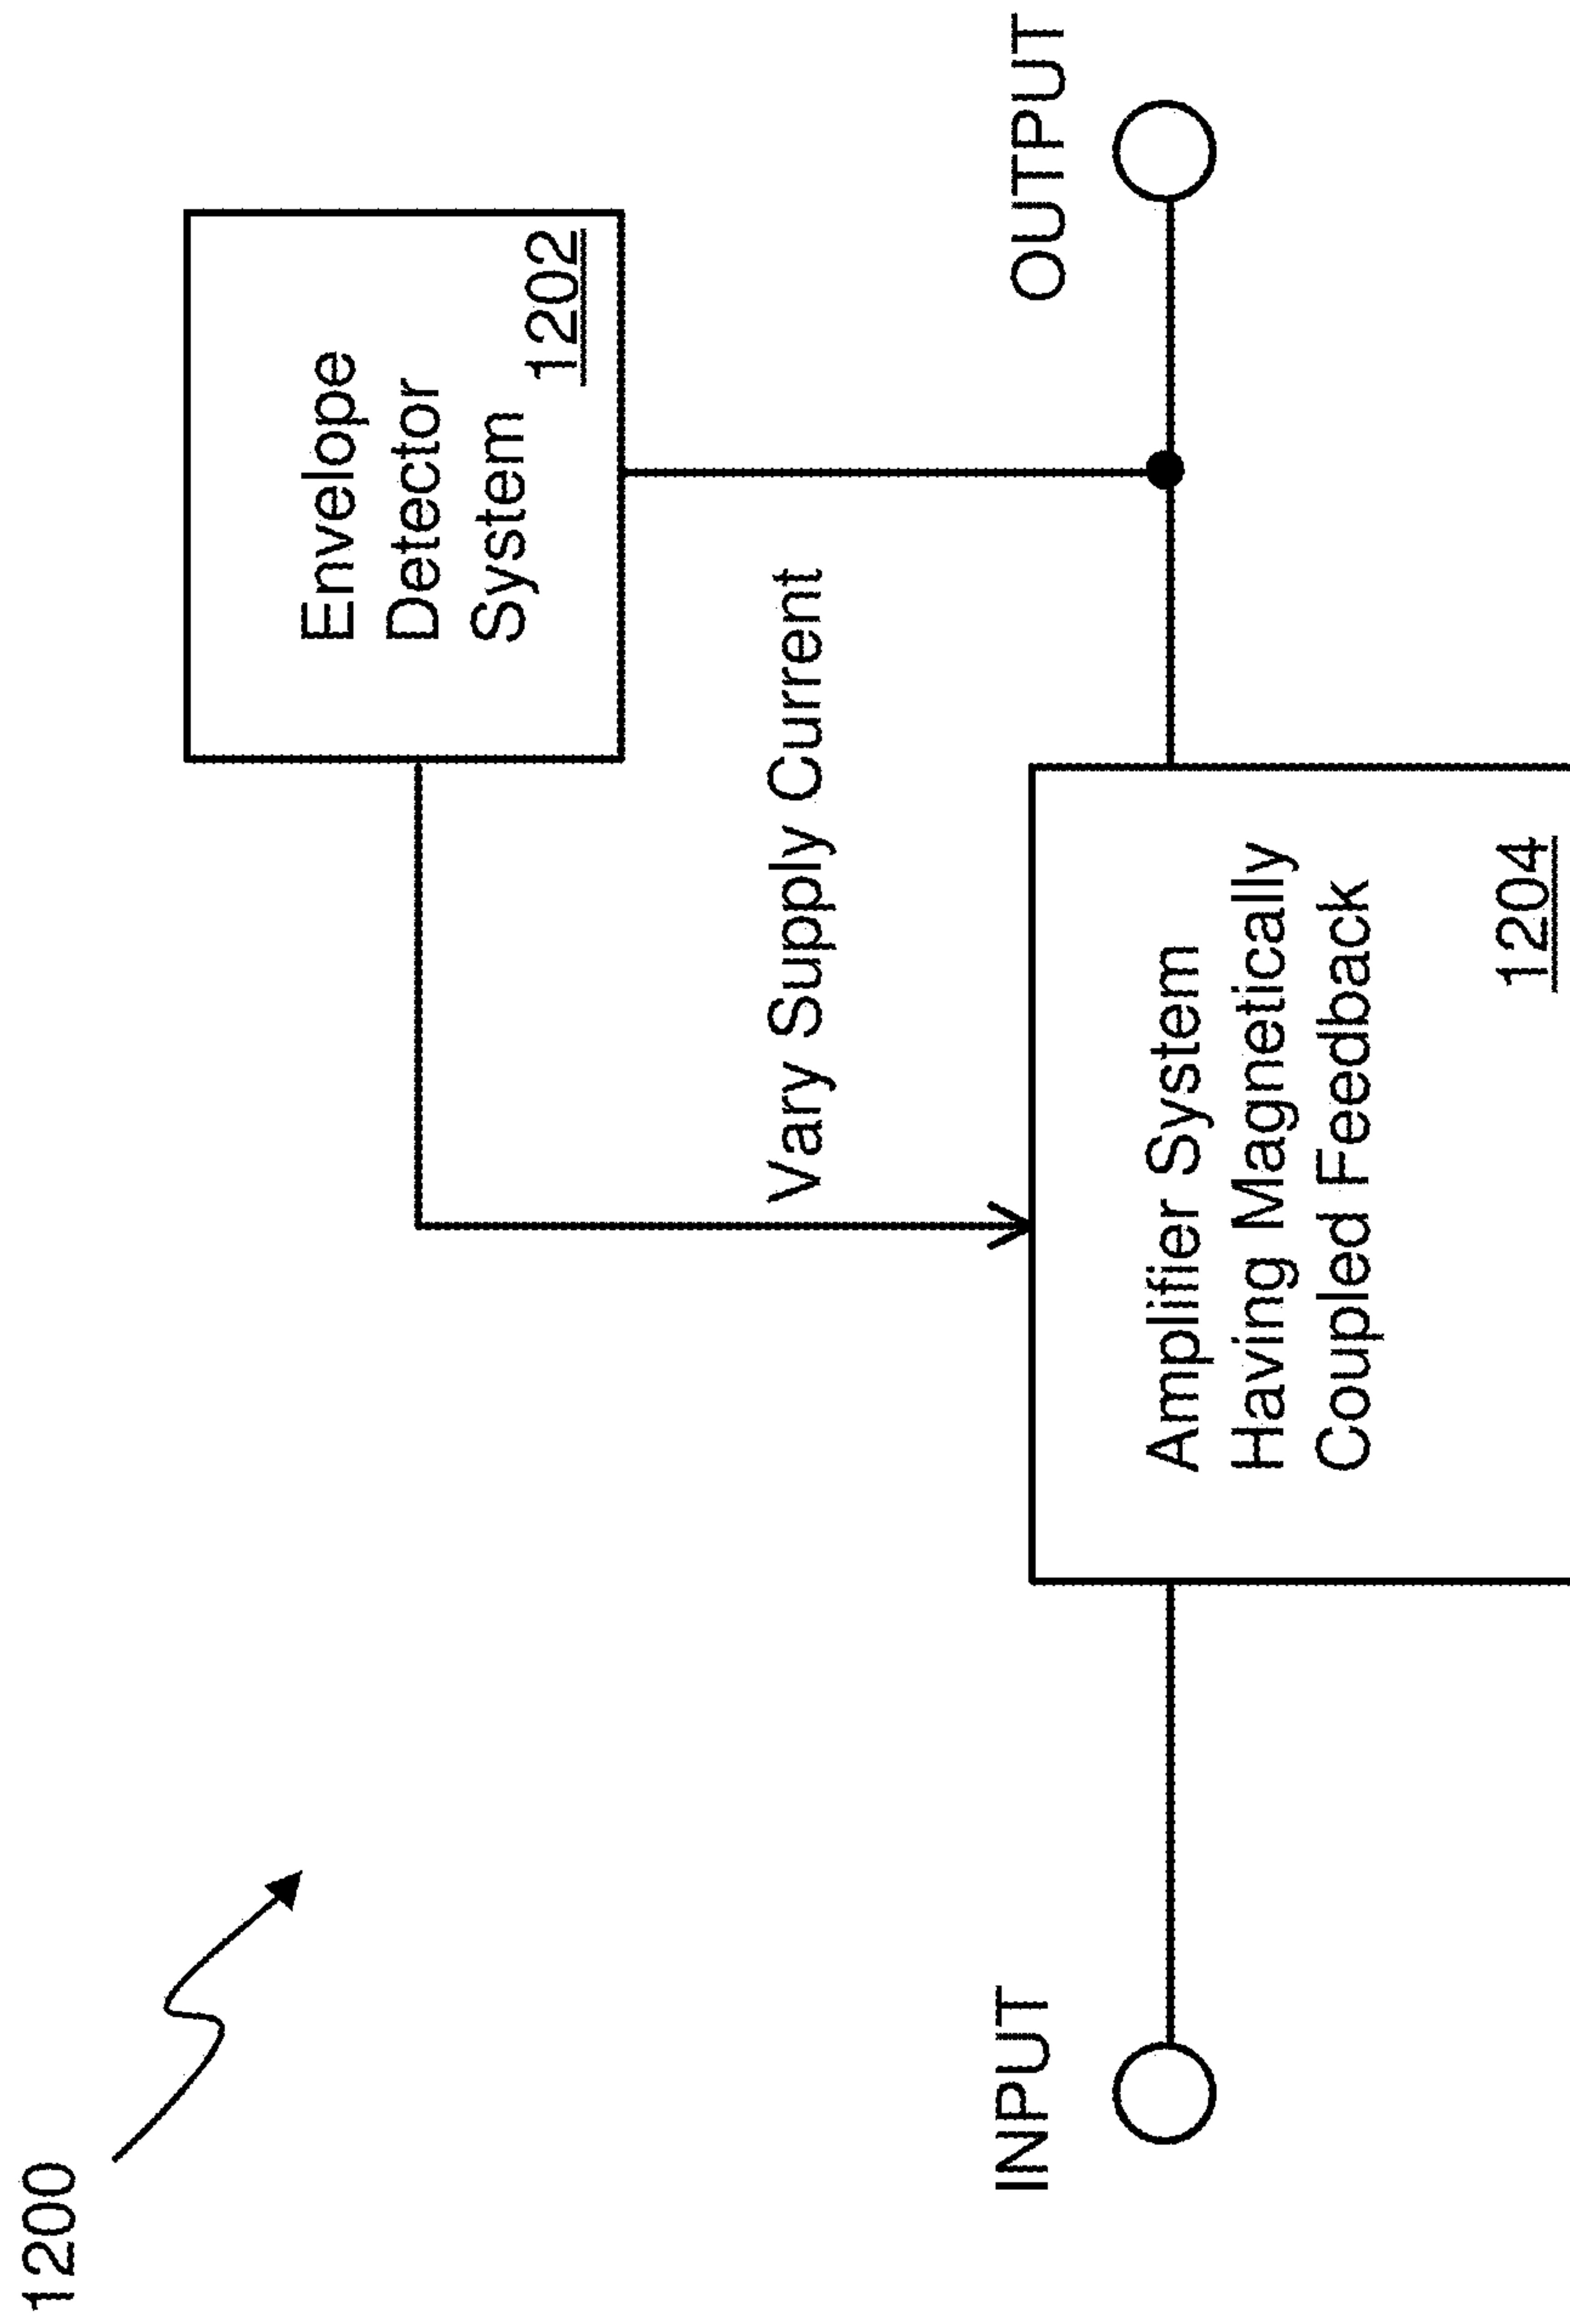 1200
Envelope
Detector
System
1202
Vary Supply Current
INPUT
OUTPUT
Amplifier System
Having Magnetically
Coupled Feedback
1204